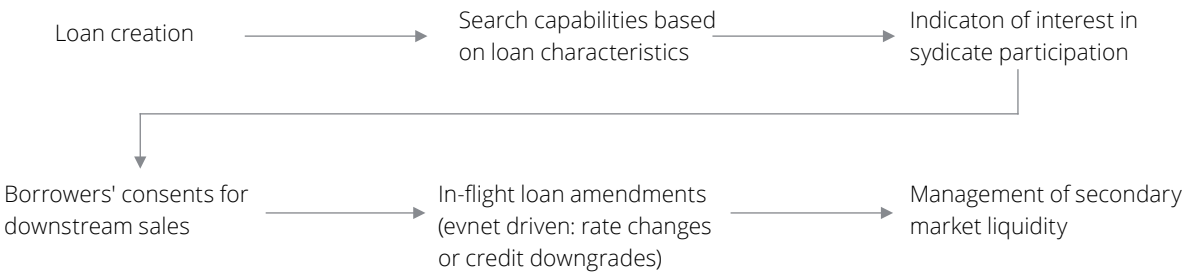 Loan creation
Search capabilities based
on loan characteristics
Indicaton of interest in
sydicate participation
Borrowers' consents for
downstream sales
In-flight loan amendments
(evnet driven: rate changes
or credit downgrades)
Management of secondary
market liquidity